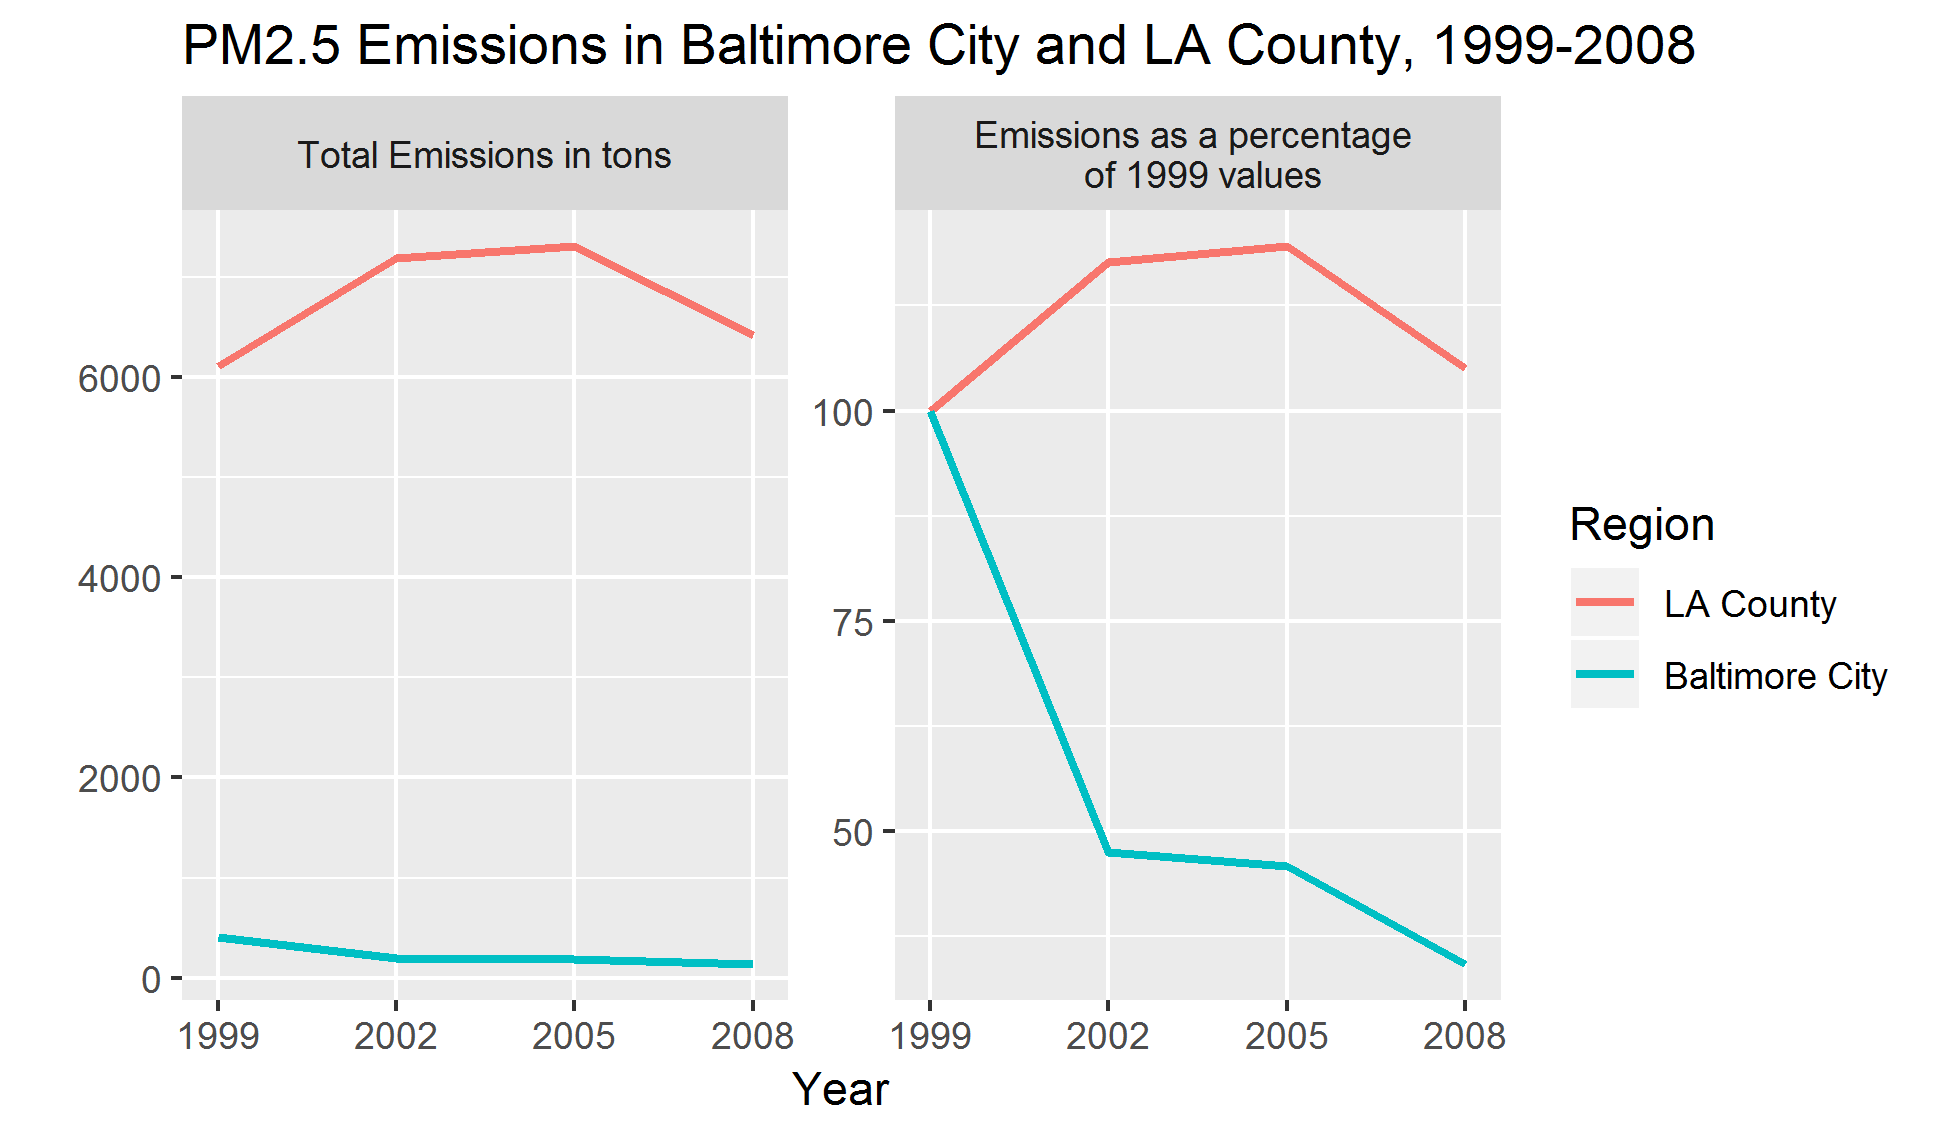 PM2.5 Emissions in Baltimore City and LA County, 1999-2008
Total Emissions in tons
Emissions as a percentage
of 1999 values
6000
4000
2000
0
1999 2002 2005 2008
100
75
50
1999 2002 2005 2008
Year
Region
LA County
Baltimore City